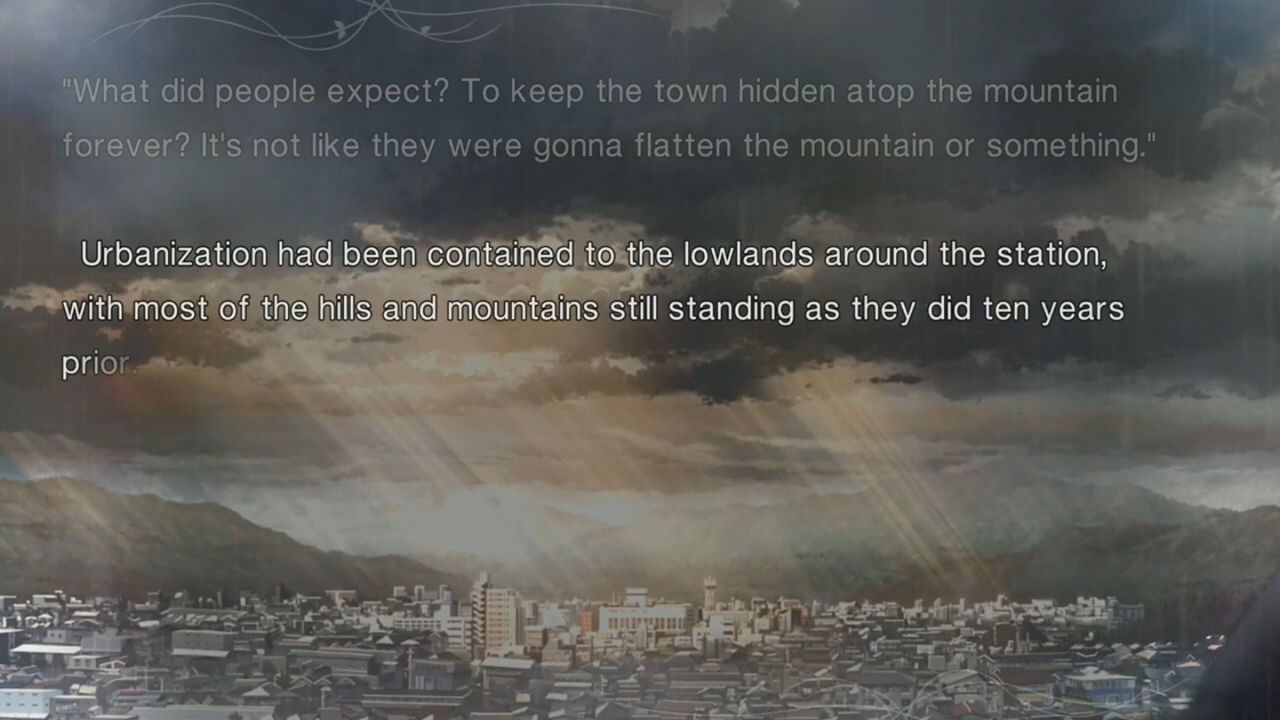 "What did people expect? To keep the town hidden atop the mountain
forever? It's not like they were gonna flatten the mountain or something."
Urbanization had been contained to the lowlands around the station,
with most of the hills and mountains still standing as they did ten years
prior.